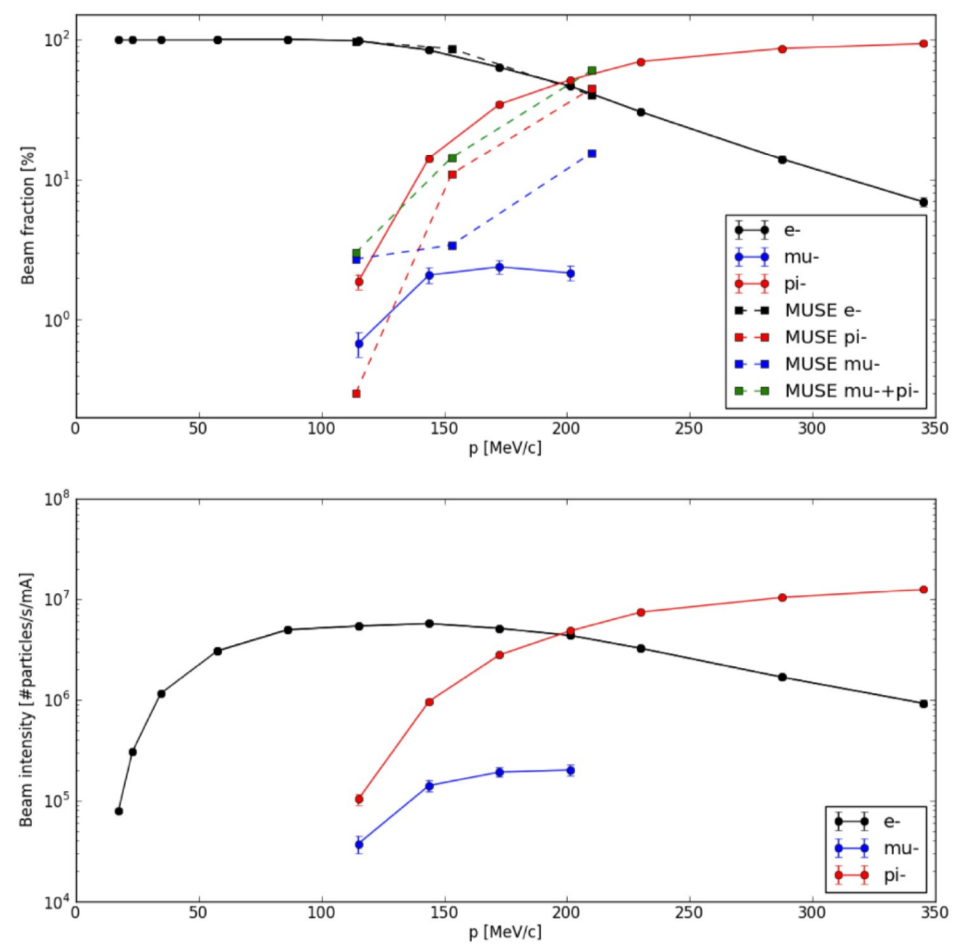 Beam fraction [%]
10²
10¹
10⁰
0 50 100 150 200 250 300 350
p [MeV/c]
e-
mu-
pi-
MUSE e-
MUSE pi-
MUSE mu-
MUSE mu-+pi-
Beam intensity [#particles/s/mA]
10⁸
10⁷
10⁶
10⁵
10⁴
0 50 100 150 200 250 300 350
p [MeV/c]
e-
mu-
pi-